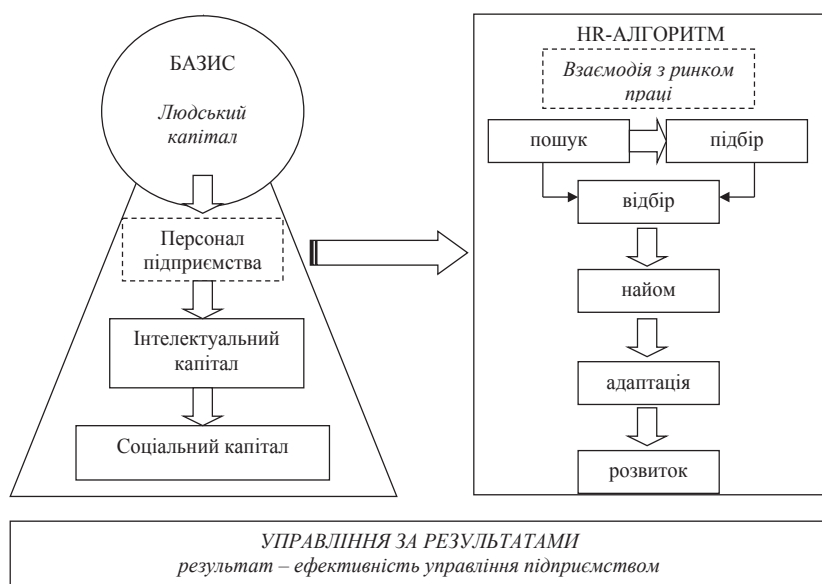 БАЗИС
Людський
капітал
Персонал
підприємства
Інтелектуальний
капітал
Соціальний капітал
HR-АЛГОРИТМ
Взаємодія з ринком
праці
пошук
підбір
відбір
найом
адаптація
розвиток
УПРАВЛІННЯ ЗА РЕЗУЛЬТАТАМИ
результат – ефективність управління підприємством